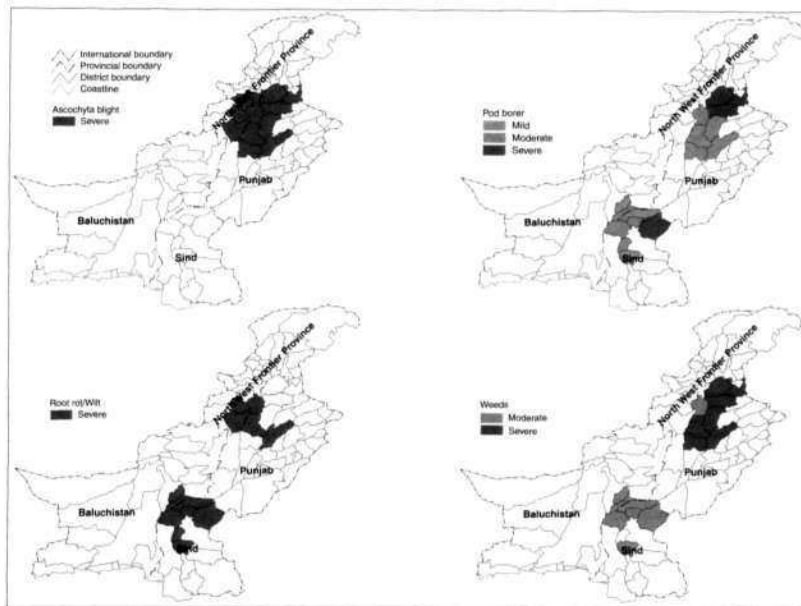 International boundary
Provincial boundary
District boundary
Coastline
Ascochyta blight
Severe
North West Frontier Province
Punjab
Baluchistan
Sind
Pod borer
Mild
Moderate
Severe
North West Frontier Province
Punjab
Baluchistan
Sind
Root rot/Wilt
Severe
North West Frontier Province
Punjab
Baluchistan
Sind
Weeds
Moderate
Severe
North West Frontier Province
Punjab
Baluchistan
Sind